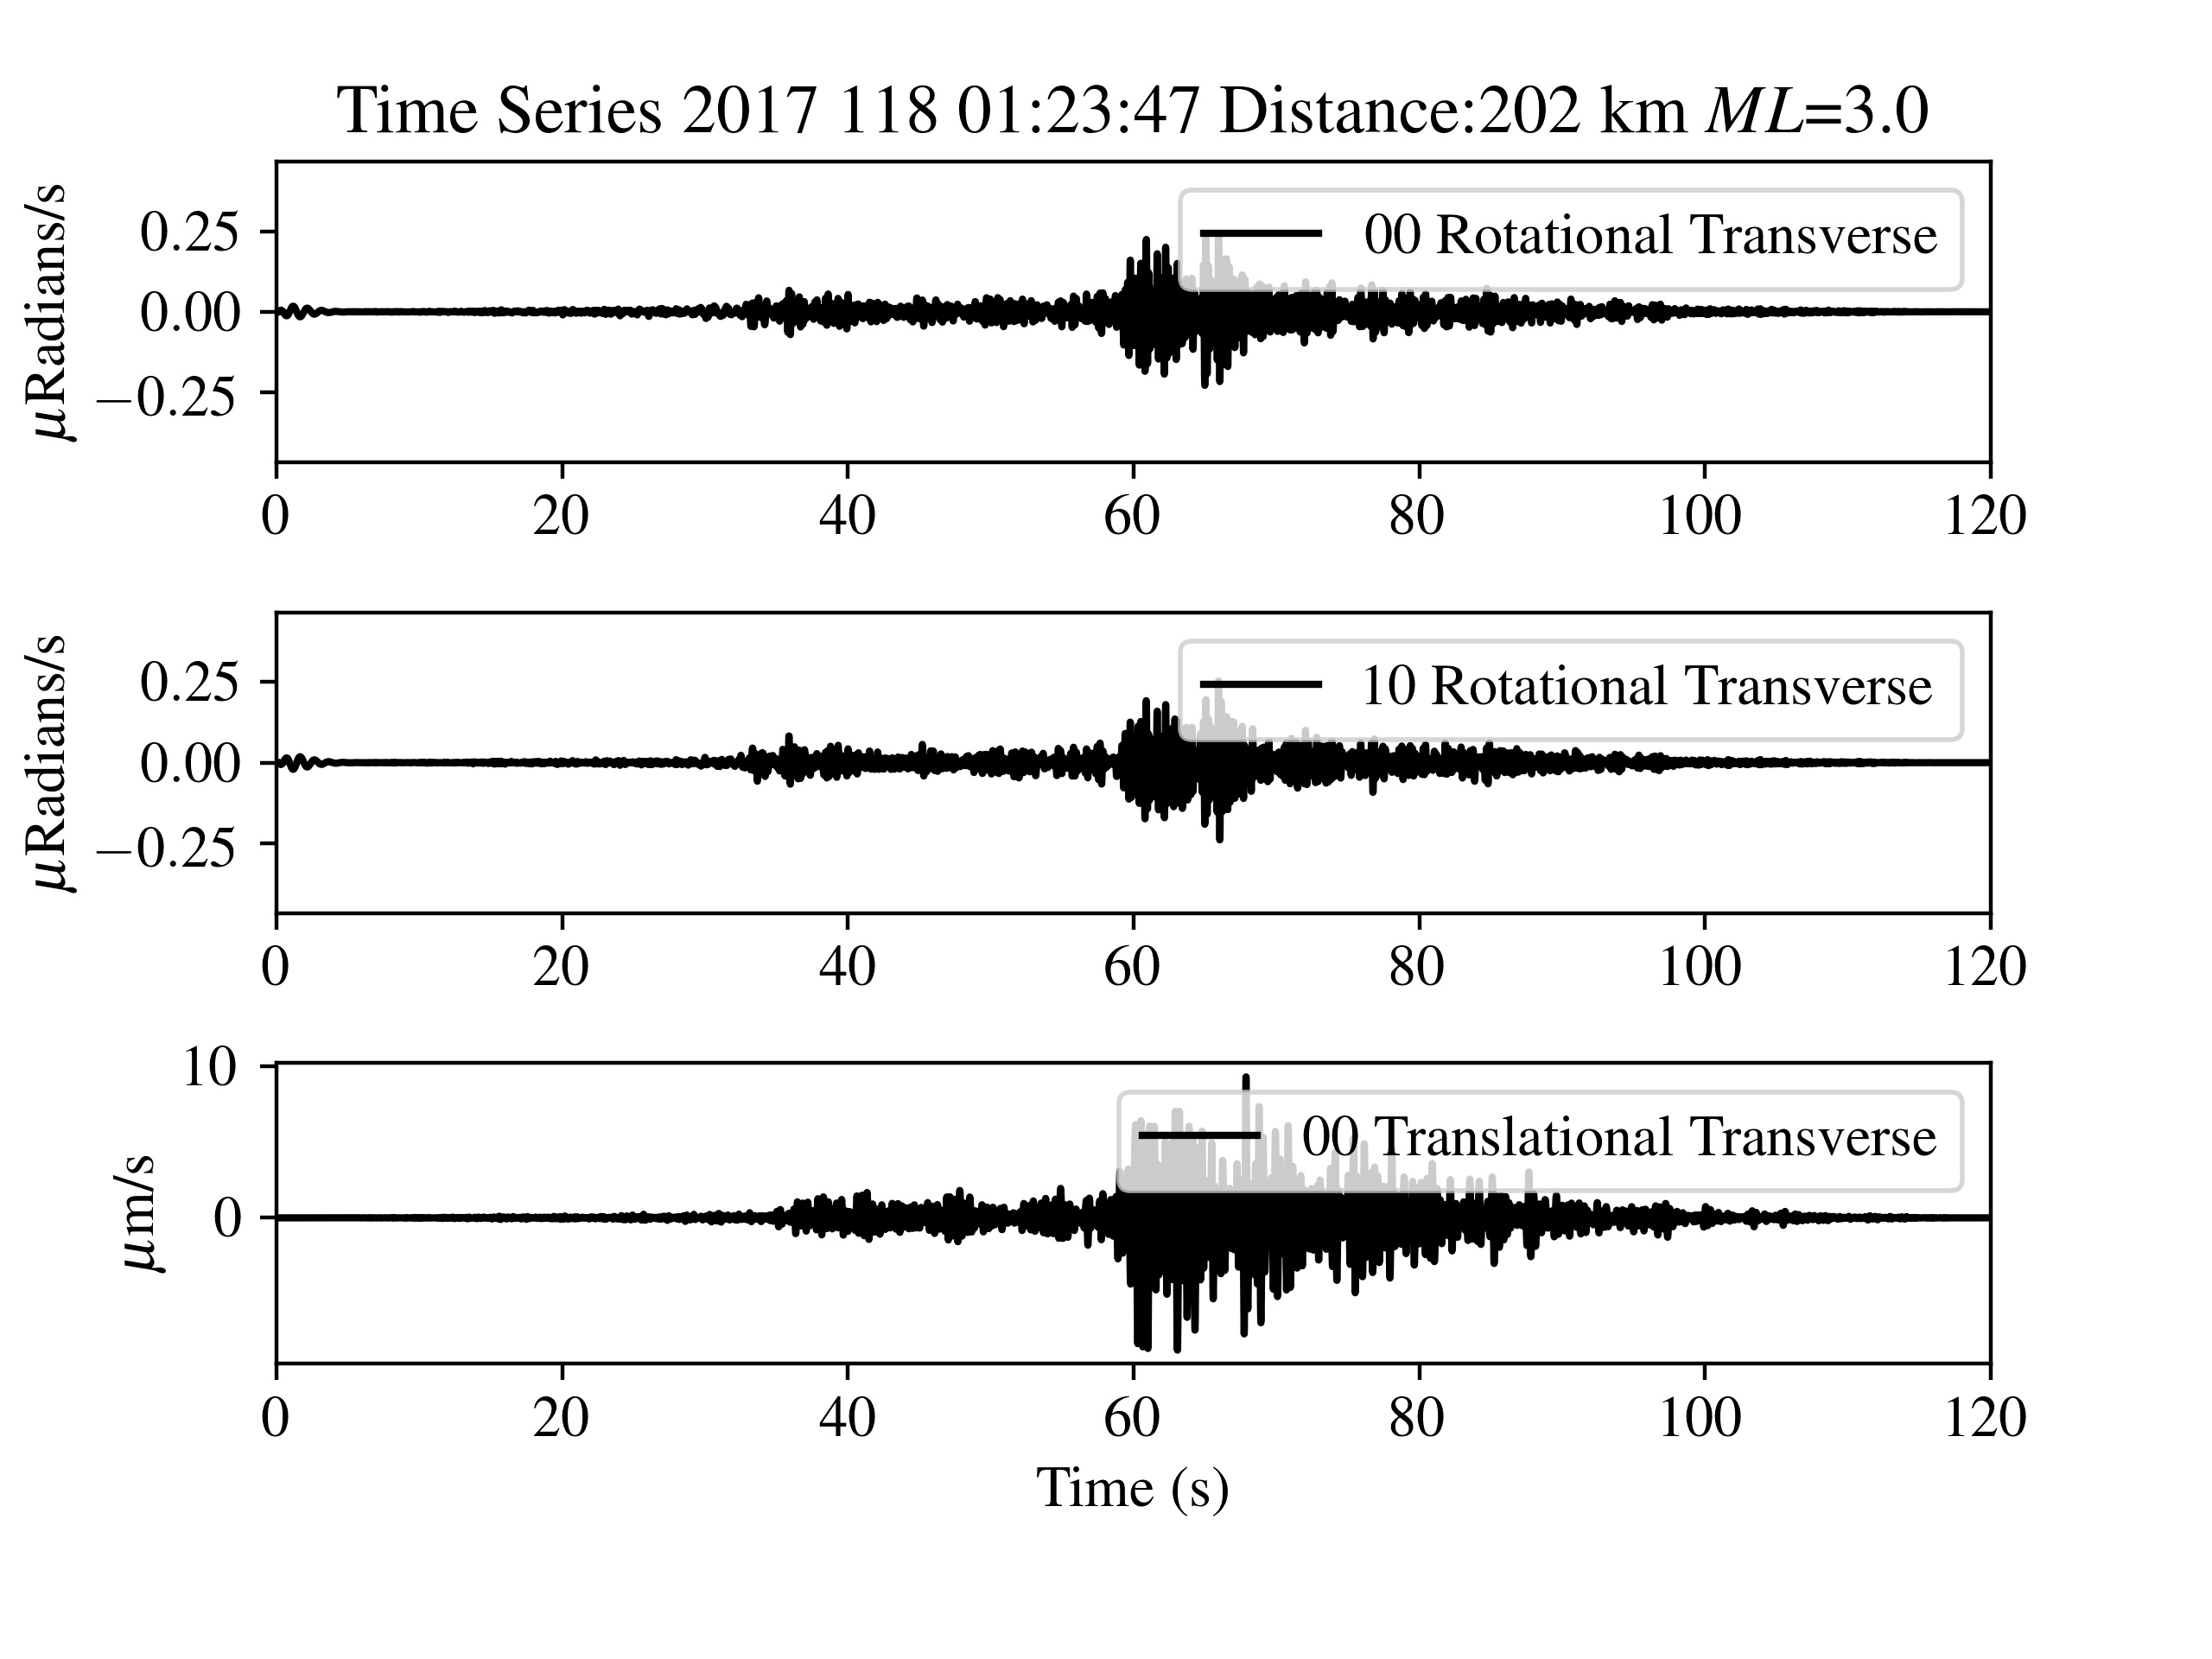 Time Series 2017 118 01:23:47 Distance:202 km ML=3.0
µRadians/s
0.25
0.00
−0.25
00 Rotational Transverse
0 20 40 60 80 100 120
µRadians/s
0.25
0.00
−0.25
10 Rotational Transverse
0 20 40 60 80 100 120
µm/s
10
0
00 Translational Transverse
0 20 40 60 80 100 120
Time (s)